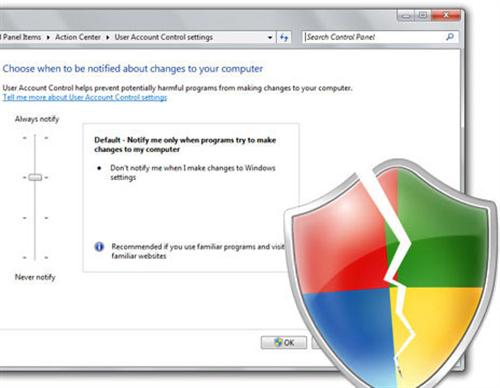 l Panel Items ▸ Action Center ▸ User Account Control settings
Search Control Panel
Choose when to be notified about changes to your computer
User Account Control helps prevent potentially harmful programs from making changes to your computer.
Tell me more about User Account Control settings
Always notify
Default - Notify me only when programs try to
make changes to my computer
• Don't notify me when I make changes to Windows
settings
Recommended if you use familiar programs and visit
familiar websites
Never notify
OK